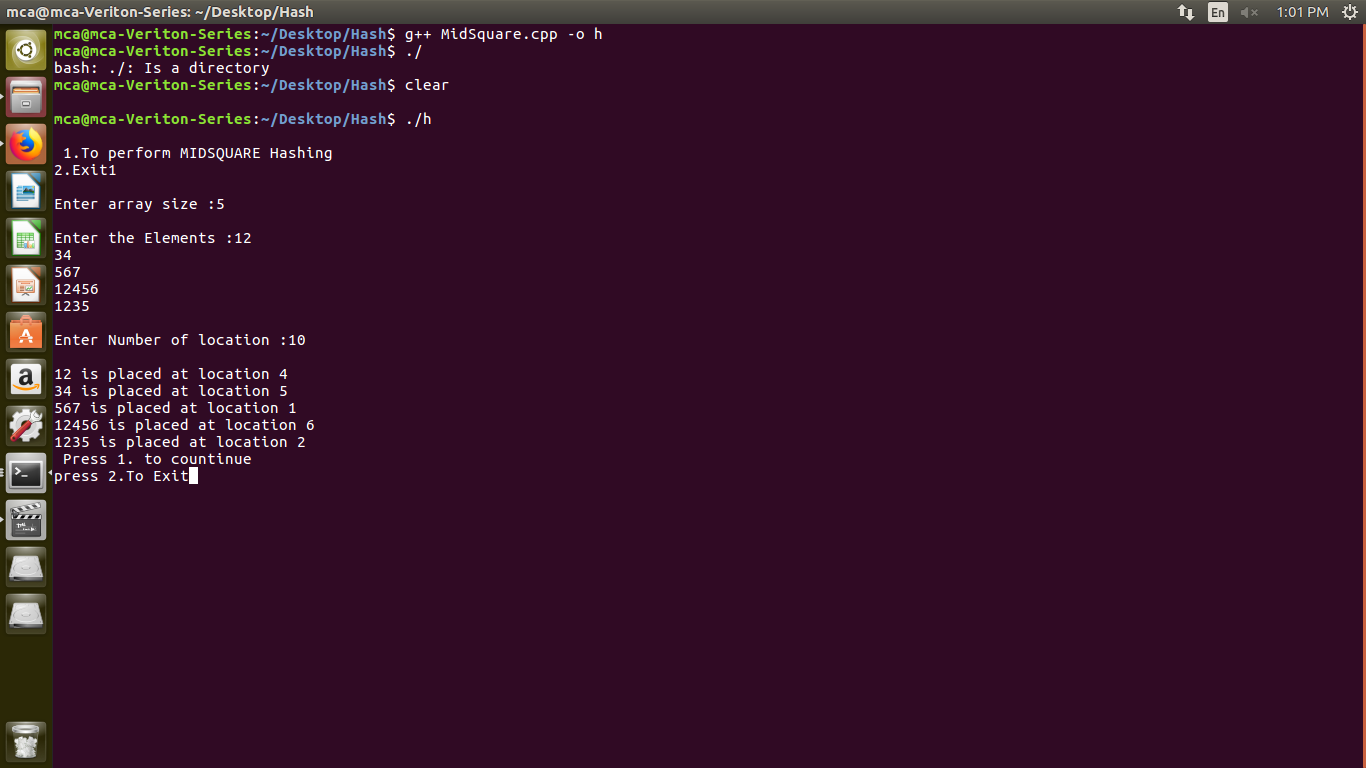 mca@mca-Veriton-Series: ~/Desktop/Hash
En
1:01 PM
mca@mca-Veriton-Series:~/Desktop/Hash$ g++ MidSquare.cpp -o h
mca@mca-Veriton-Series:~/Desktop/Hash$ ./
bash: ./: Is a directory
mca@mca-Veriton-Series:~/Desktop/Hash$ clear
mca@mca-Veriton-Series:~/Desktop/Hash$ ./h
1.To perform MIDSQUARE Hashing
2.Exit1
Enter array size :5
Enter the Elements :12
34
567
12456
1235
Enter Number of location :10
12 is placed at location 4
34 is placed at location 5
567 is placed at location 1
12456 is placed at location 6
1235 is placed at location 2
Press 1. to countinue
press 2.To Exit